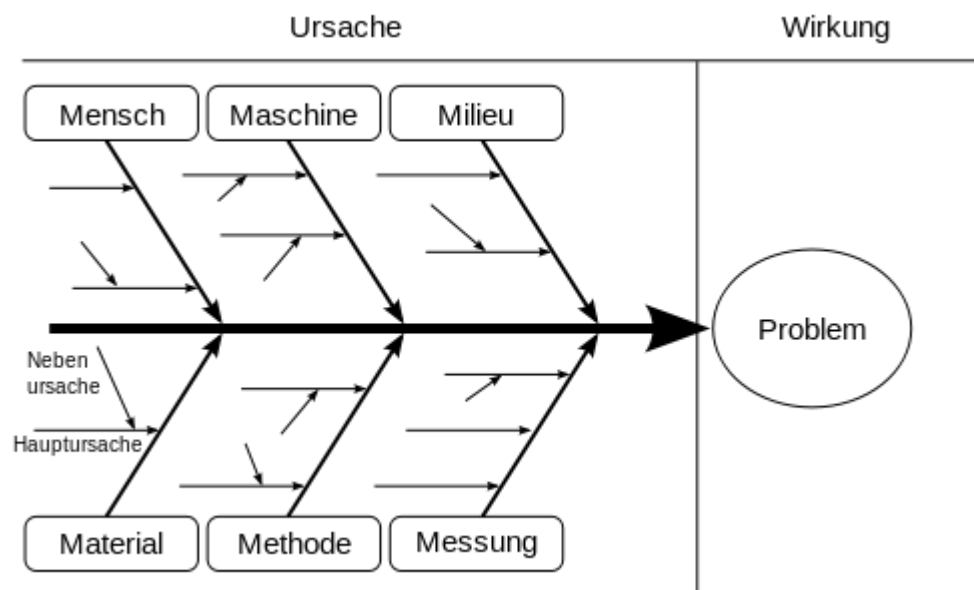 Ursache
Wirkung
Mensch
Maschine
Milieu
Problem
Neben
ursache
Hauptursache
Material
Methode
Messung